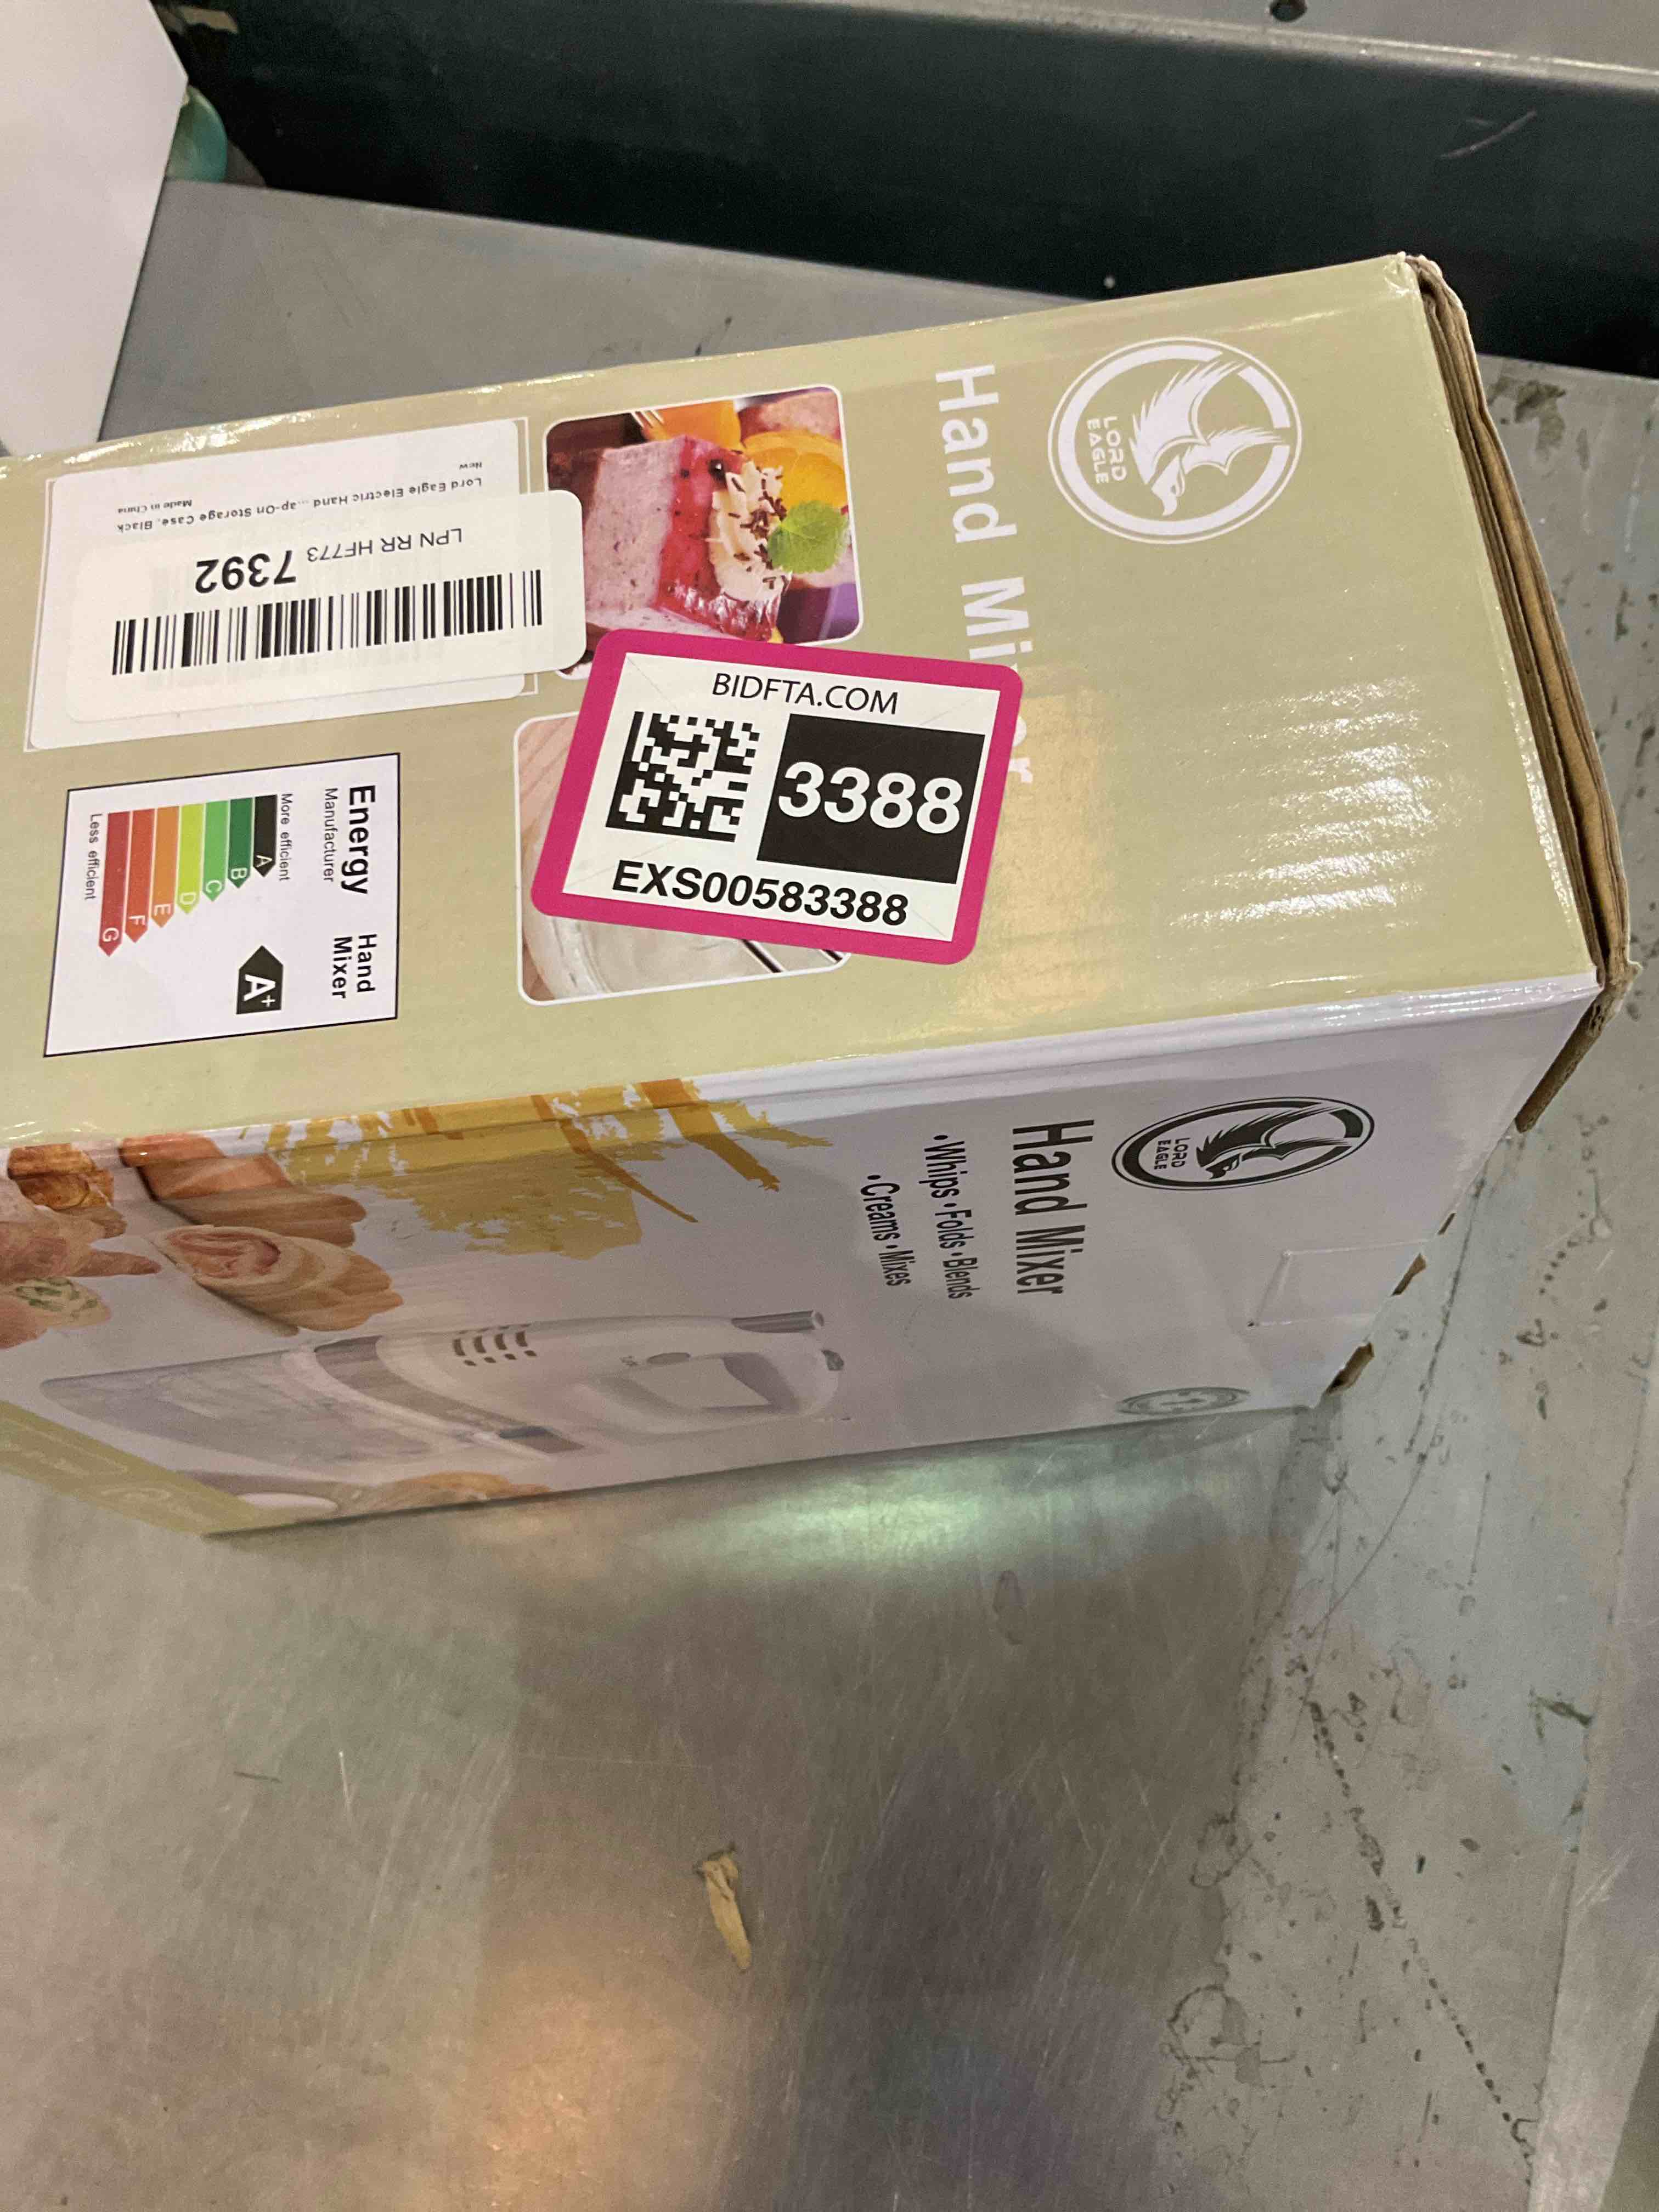 LORD
EAGLE
Hand Mi er
BIDFTA.COM
3388
EXS00583388
LPN RR HF773 7392
Lord Eagle Electric Hand ... ap-On Storage Case, Black
New
Made in China
Energy
Manufacturer
Hand
Mixer
More efficient
A
B
C
D
E
F
G
Less efficient
A+
LORD
EAGLE
Hand Mixer
•Whips •Folds •Blends
•Creams •Mixes